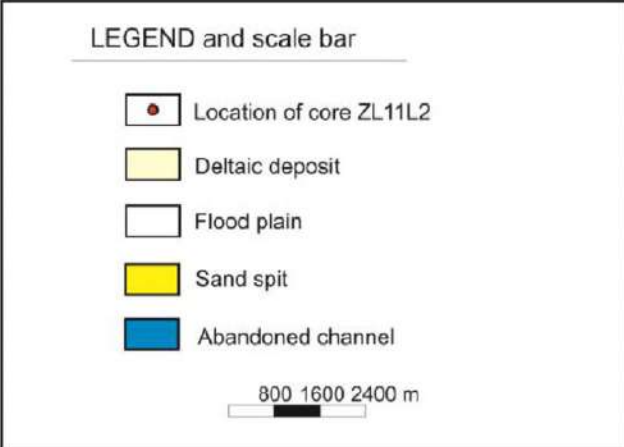 LEGEND and scale bar
Location of core ZL11L2
Deltaic deposit
Flood plain
Sand spit
Abandoned channel
800 1600 2400 m